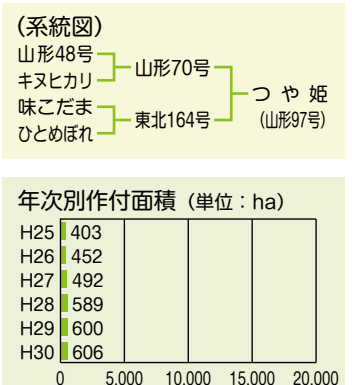 (系統図)
山形48号
キヌヒカリ
山形70号
味こだま
ひとめぼれ
東北164号
つや姫
(山形97号)
年次別作付面積(単位:ha)
H25 403
H26 452
H27 492
H28 589
H29 600
H30 606
0 5,000 10,000 15,000 20,000